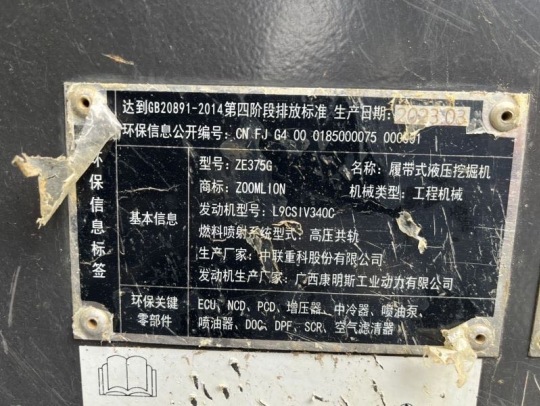 达到GB20891-2014第四阶段排放标准 生产日期: 2023.03
环保信息公开编号: CN FJ G4 00 0185000075 000001
环保信息标签
基本信息
型号: ZE375G 名称: 履带式液压挖掘机
商标: ZOOMLION 机械类型: 工程机械
发动机型号: L9CS1V340C
燃料喷射系统型式: 高压共轨
生产厂家: 中联重科股份有限公司
发动机生产厂家: 广西康明斯工业动力有限公司
环保关键
零部件
ECU、NCD、PCD、增压器、中冷器、喷油泵、
喷油器、DOC、DPF、SCR、空气滤清器